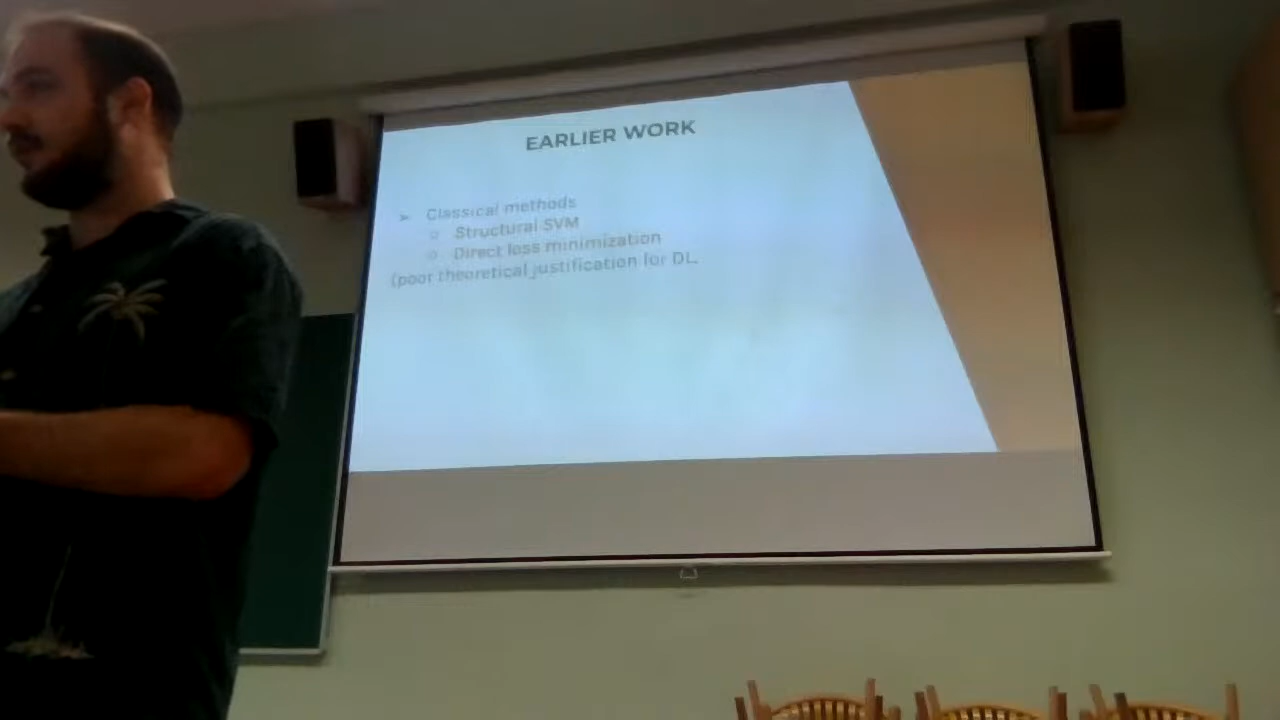 EARLIER WORK
➢ Classical methods
○ Structural SVM
○ Direct loss minimization
(poor theoretical justification for DL